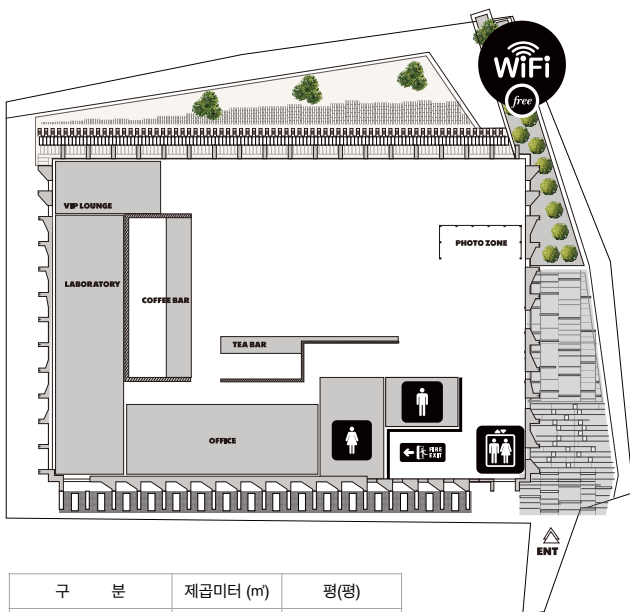 WiFi
free
VIP LOUNGE
PHOTO ZONE
LABORATORY
COFFEE BAR
TEA BAR
OFFICE
FIRE
EXIT
ENT
구 분 제곱미터 (㎡) 평(평)